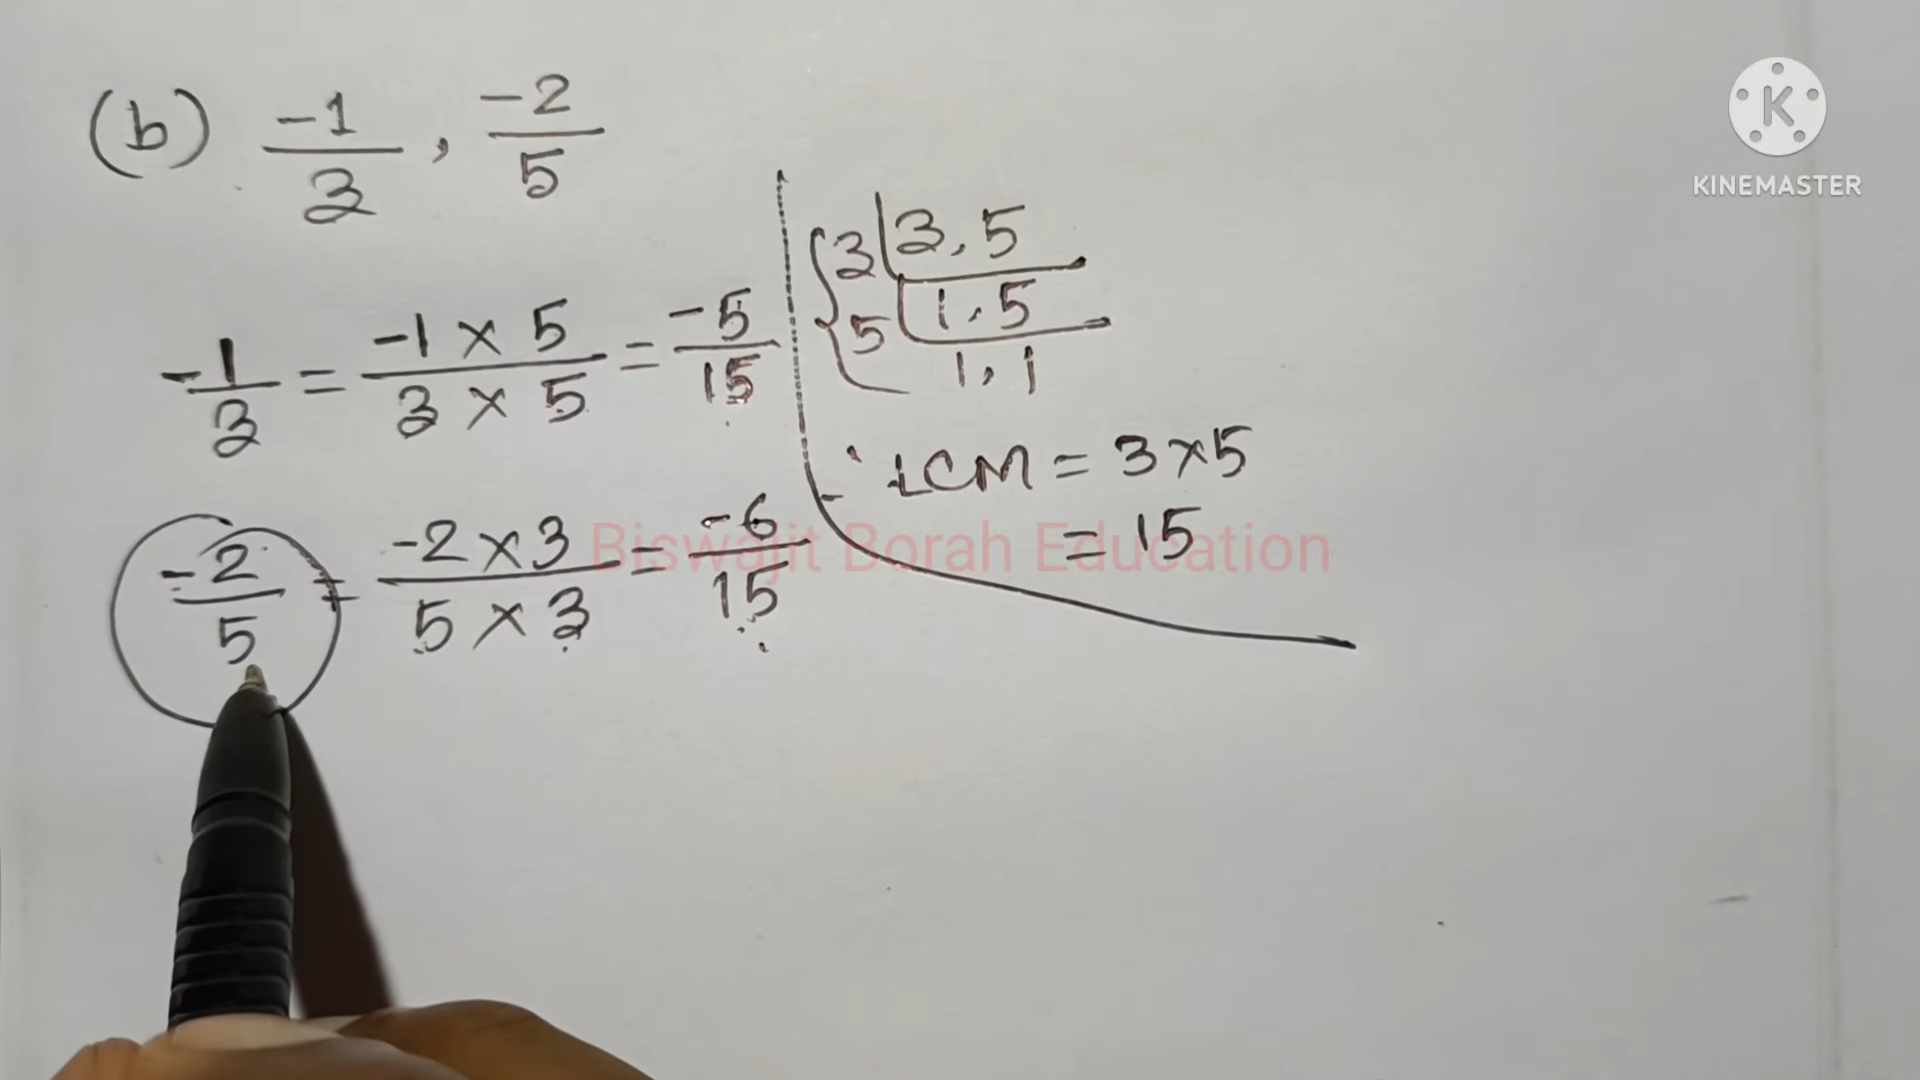 (b) -1/3 , -2/5
-1/3 = -1 × 5 / 3 × 5 = -5/15
-2/5 = -2 × 3 / 5 × 3 = -6/15
3 | 3, 5
5 | 1, 5
1, 1
LCM = 3 × 5
= 15
Biswajit Borah Education
K
KINEMASTER